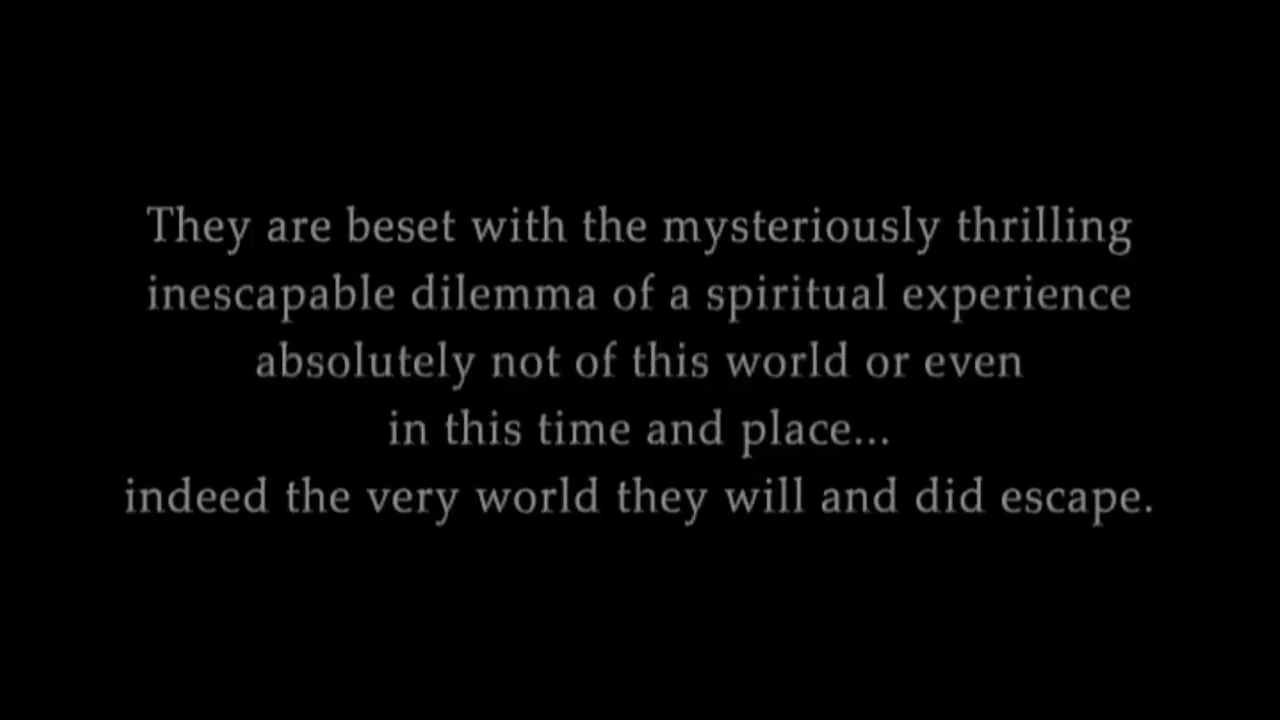 They are beset with the mysteriously thrilling
inescapable dilemma of a spiritual experience
absolutely not of this world or even
in this time and place...
indeed the very world they will and did escape.